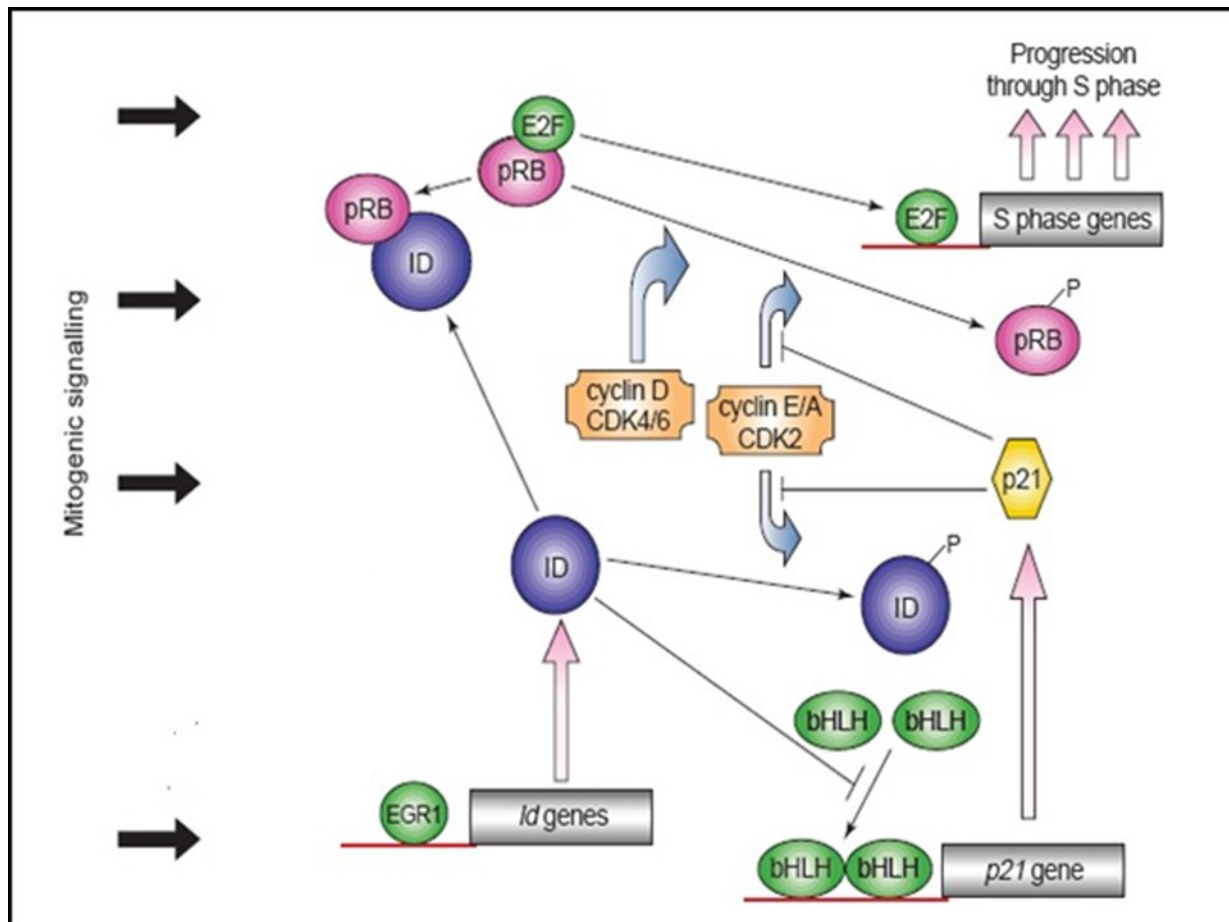 Progression
through S phase
E2F
pRB
pRB
ID
E2F
S phase genes
P
pRB
Mitogenic signalling
cyclin D
CDK4/6
cyclin E/A
CDK2
p21
ID
P
ID
bHLH
bHLH
EGR1
Id genes
bHLH
bHLH
p21 gene